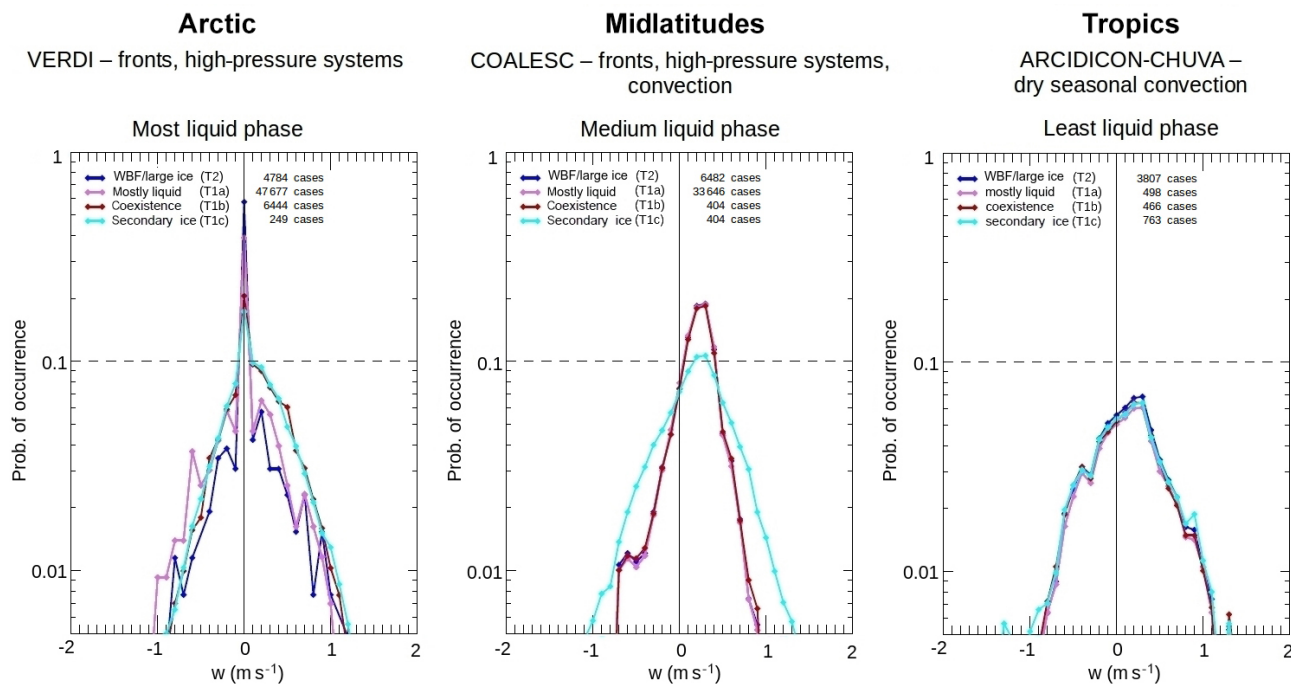 Arctic
VERDI – fronts, high-pressure systems
Most liquid phase
WBF/large ice (T2) 4784 cases
Mostly liquid (T1a) 47 677 cases
Coexistence (T1b) 6444 cases
Secondary ice (T1c) 249 cases
Prob. of occurrence
1
0.1
0.01
-2 -1 0 1 2
w (m s-1)
Midlatitudes
COALESC – fronts, high-pressure systems,
convection
Medium liquid phase
WBF/large ice (T2) 6482 cases
Mostly liquid (T1a) 33 646 cases
Coexistence (T1b) 404 cases
Secondary ice (T1c) 404 cases
Prob. of occurrence
1
0.1
0.01
-2 -1 0 1 2
w (m s-1)
Tropics
ARCIDICON-CHUVA –
dry seasonal convection
Least liquid phase
WBF/large ice (T2) 3807 cases
mostly liquid (T1a) 498 cases
coexistence (T1b) 466 cases
secondary ice (T1c) 763 cases
Prob. of occurrence
1
0.1
0.01
-2 -1 0 1 2
w (m s-1)